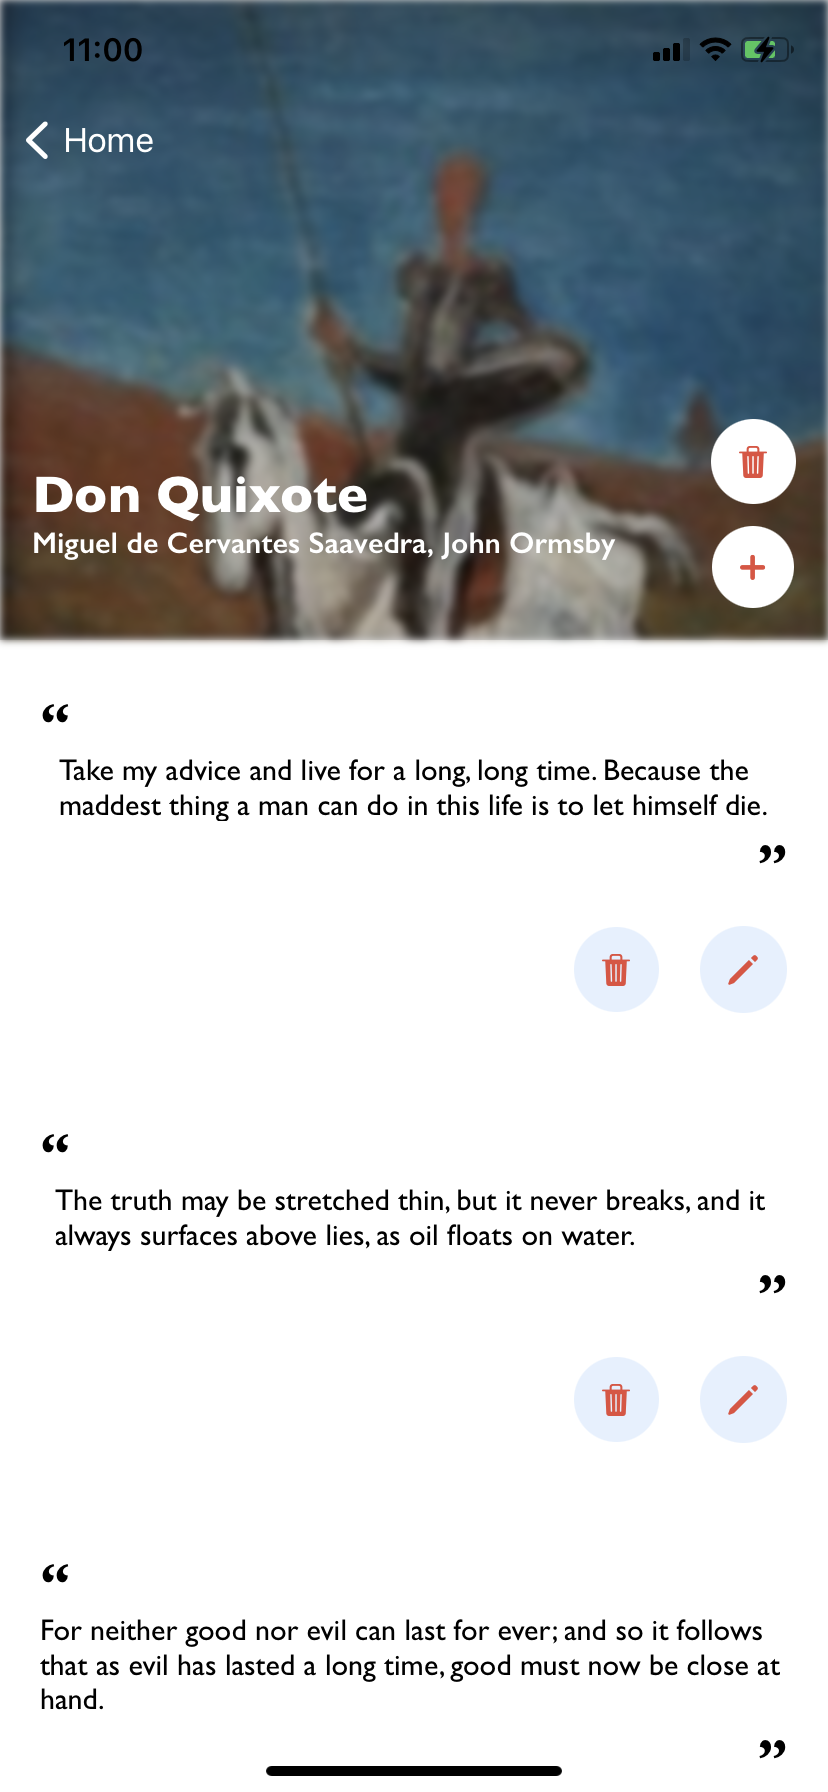 11:00
Home
Don Quixote
Miguel de Cervantes Saavedra, John Ormsby
“
Take my advice and live for a long, long time. Because the
maddest thing a man can do in this life is to let himself die.
”
“
The truth may be stretched thin, but it never breaks, and it
always surfaces above lies, as oil floats on water.
”
“
For neither good nor evil can last for ever; and so it follows
that as evil has lasted a long time, good must now be close at
hand.
”